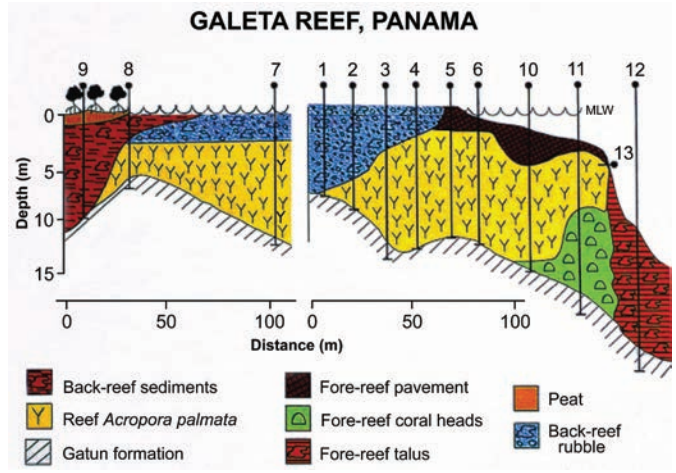 GALETA REEF, PANAMA
9 8 7 1 2 3 4 5 6 10 11 12
MLW
13
0
5
10
15
Depth (m)
0 50 100 0 50 100
Distance (m)
Back-reef sediments
Reef Acropora palmata
Gatun formation
Fore-reef pavement
Fore-reef coral heads
Fore-reef talus
Peat
Back-reef
rubble